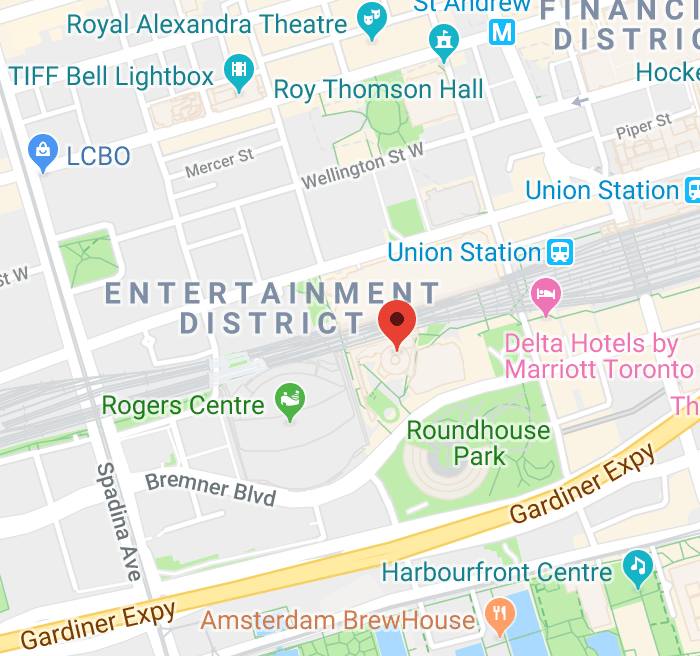 St Andrew
FINANCI
DISTRIC
Royal Alexandra Theatre
TIFF Bell Lightbox
Roy Thomson Hall
Hocke
Piper St
LCBO
Mercer St
Wellington St W
Union Station
Union Station
St W
ENTERTAINMENT
DISTRICT
Delta Hotels by
Marriott Toronto
Th
Rogers Centre
Roundhouse
Park
Bremner Blvd
Spadina Ave
Gardiner Expy
Harbourfront Centre
Amsterdam BrewHouse
Gardiner Expy